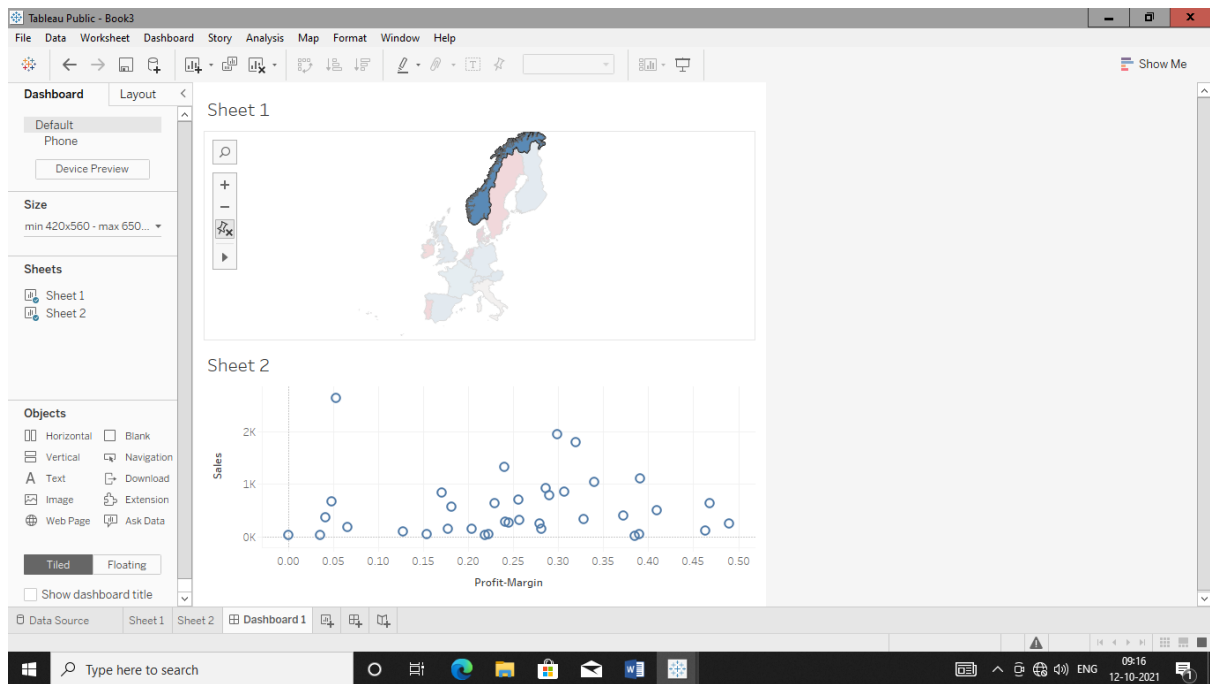 Tableau Public - Book3
File Data Worksheet Dashboard Story Analysis Map Format Window Help
T
Show Me
Dashboard Layout
Default
Phone
Device Preview
Size
min 420x560 - max 650...
Sheets
Sheet 1
Sheet 2
Objects
Horizontal Blank
Vertical Navigation
A Text Download
Image Extension
Web Page Ask Data
Tiled Floating
Show dashboard title
Sheet 1
Sheet 2
2K
1K
0K
Sales
0.00 0.05 0.10 0.15 0.20 0.25 0.30 0.35 0.40 0.45 0.50
Profit-Margin
Data Source Sheet 1 Sheet 2 Dashboard 1
Type here to search
W
ENG
09:16
12-10-2021
1